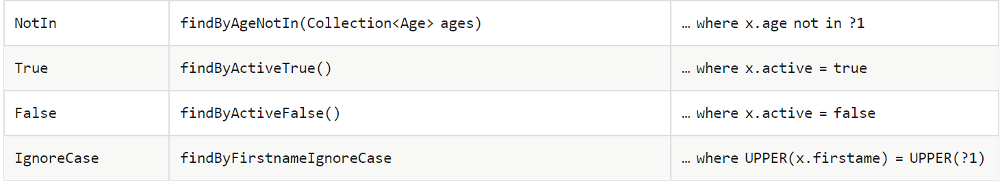 NotIn findByAgeNotIn(Collection<Age> ages) … where x.age not in ?1
True findByActiveTrue() … where x.active = true
False findByActiveFalse() … where x.active = false
IgnoreCase findByFirstnameIgnoreCase … where UPPER(x.firstame) = UPPER(?1)